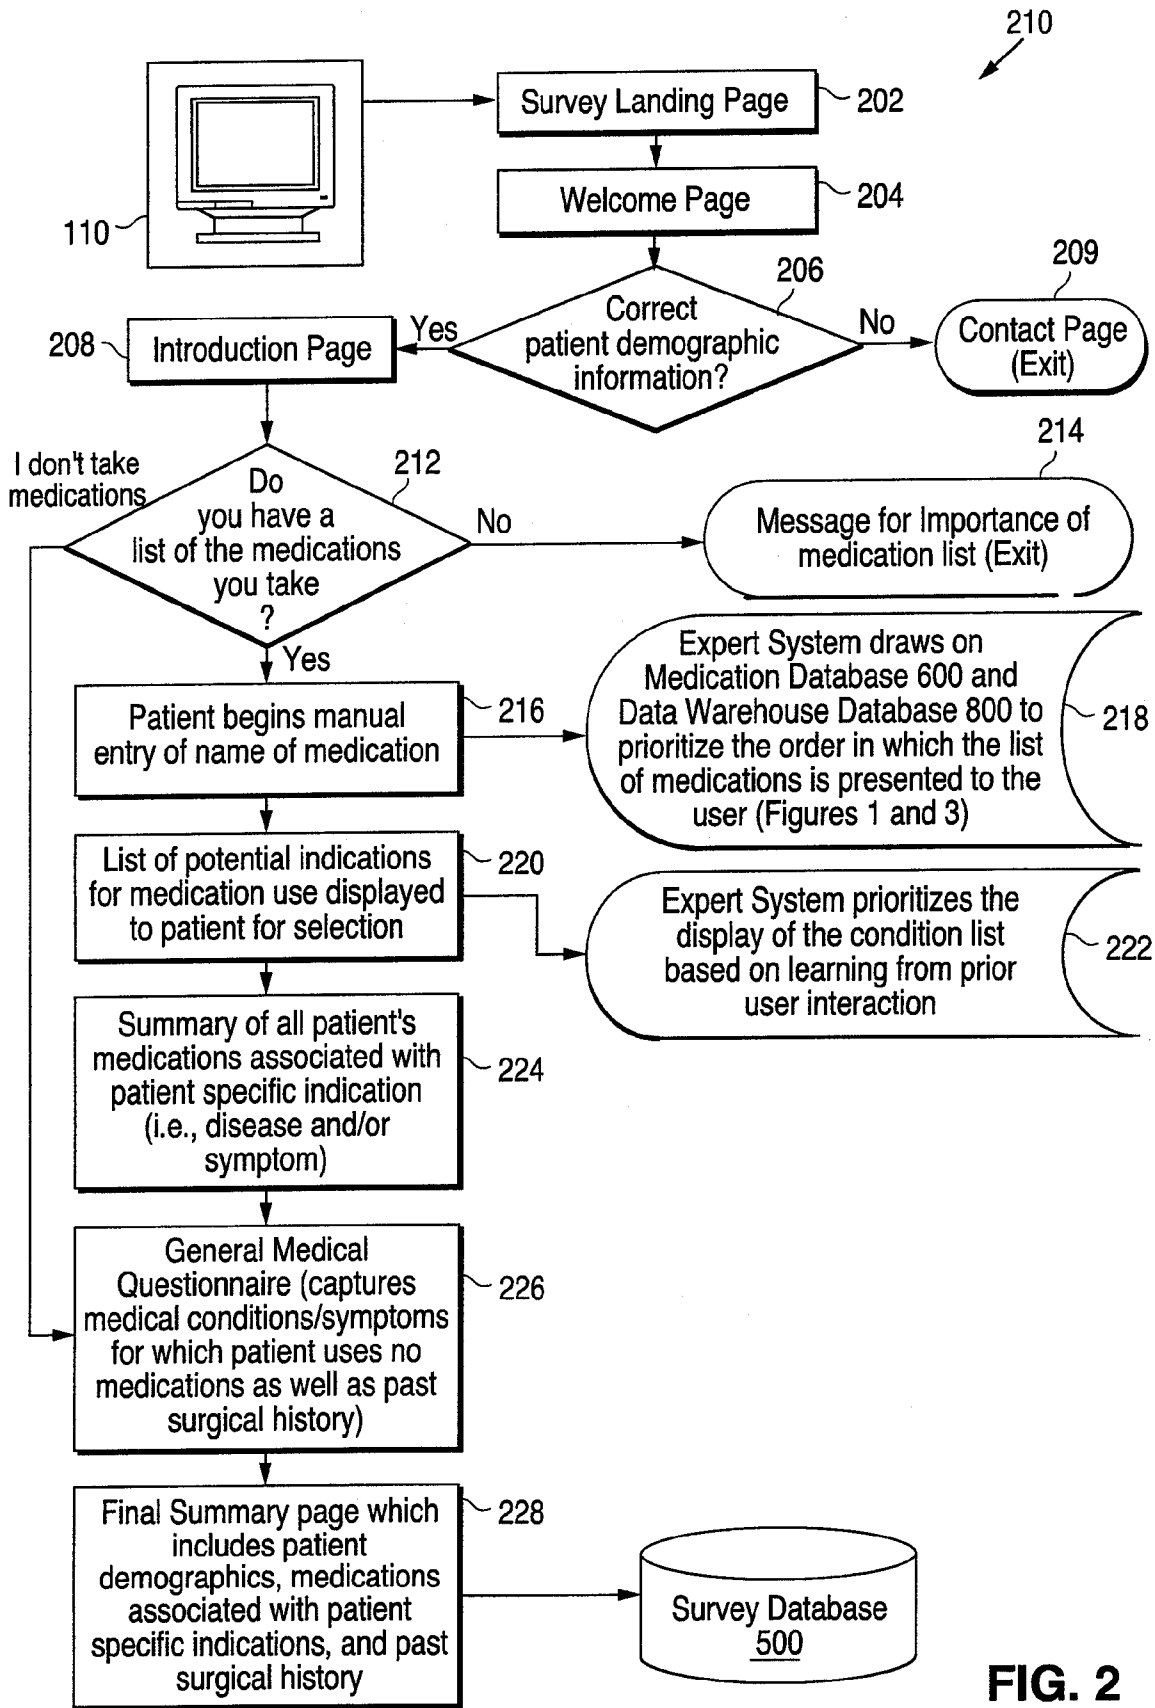 210
Survey Landing Page
202
Welcome Page
204
110
206
209
Correct
patient demographic
information?
Yes
No
Contact Page
(Exit)
208
Introduction Page
214
I don't take
medications
212
Do
you have a
list of the medications
you take
?
No
Message for Importance of
medication list (Exit)
Yes
Patient begins manual
entry of name of medication
216
Expert System draws on
Medication Database 600 and
Data Warehouse Database 800 to
prioritize the order in which the list
of medications is presented to the
user (Figures 1 and 3)
218
List of potential indications
for medication use displayed
to patient for selection
220
Expert System prioritizes the
display of the condition list
based on learning from prior
user interaction
222
Summary of all patient's
medications associated with
patient specific indication
(i.e., disease and/or
symptom)
224
General Medical
Questionnaire (captures
medical conditions/symptoms
for which patient uses no
medications as well as past
surgical history)
226
Final Summary page which
includes patient
demographics, medications
associated with patient
specific indications, and past
surgical history
228
Survey Database
500
FIG. 2